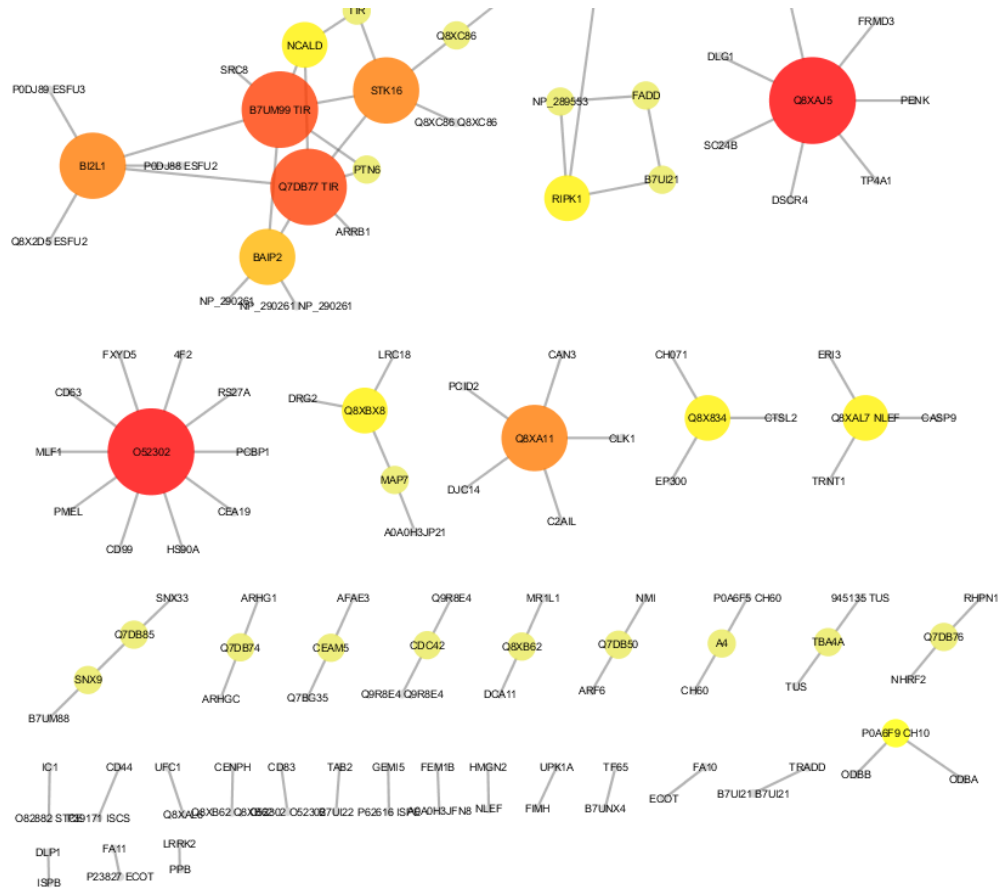 TIR
FRMD3
Q8XC86
NCALD
DLG1
SRC8
P0DJ89 ESFU3
STK16
NP_289553
FADD
Q8XAJ5
PENK
B7UM99 TIR
Q8XC86 Q8XC86
SC24B
BI2L1
P0DJ88 ESFU2
PTN6
B7UI21
TP4A1
Q7DB77 TIR
RIPK1
DSCR4
Q8X2D5 ESFU2
ARRB1
BAIP2
NP_290261
NP_290261 NP_290261
FXYD5
4F2
LRC18
CAN3
CH071
ERI3
CD63
RS27A
DRG2
Q8XBX8
PCID2
Q8X834
CTSL2
Q8XAL7 NLEF
CASP9
MLF1
O52302
PCBP1
Q8XA11
CLK1
MAP7
EP300
TRNT1
PMEL
CEA19
DJC14
CD99
HS90A
A0A0H3JP21
C2AIL
SNX33
ARHG1
AFAE3
Q9R8E4
MR1L1
NMI
P0A6F5 CH60
945135 TUS
RHPN1
Q7DB85
Q7DB74
CEAM5
CDC42
Q8XB62
Q7DB50
A4
TBA4A
Q7DB76
SNX9
B7UM88
ARHGC
Q7BG35
Q9R8E4 Q9R8E4
DCA11
ARF6
CH60
TUS
NHRF2
P0A6F9 CH10
IC1
CD44
UFC1
CENPH
CD83
TAB2
GEMI5
FEM1B
HMGN2
UPK1A
TF65
FA10
TRADD
ODBB
ODBA
O82882
ISCS
Q8XB62
B7UI22
P62616
NLEF
FIMH
B7UNX4
ECOT
B7UI21 B7UI21
DLP1
FA11
LRRK2
ISPB
P23827 ECOT
PPB